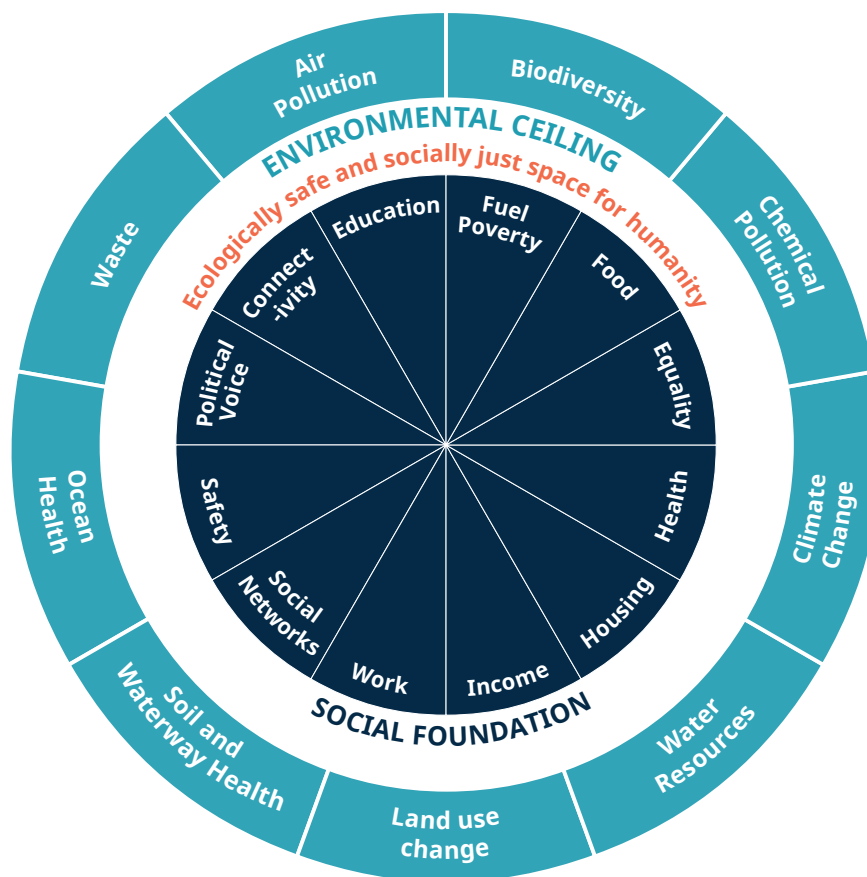 Air
Pollution
Biodiversity
Chemical
Pollution
Climate
Change
Water
Resources
Land use
change
Soil and
Waterway Health
Ocean
Health
Waste
ENVIRONMENTAL CEILING
Ecologically safe and socially just space for humanity
Education
Fuel
Poverty
Food
Equality
Health
Housing
Income
Work
Social
Networks
Safety
Political
Voice
Connect
-ivity
SOCIAL FOUNDATION